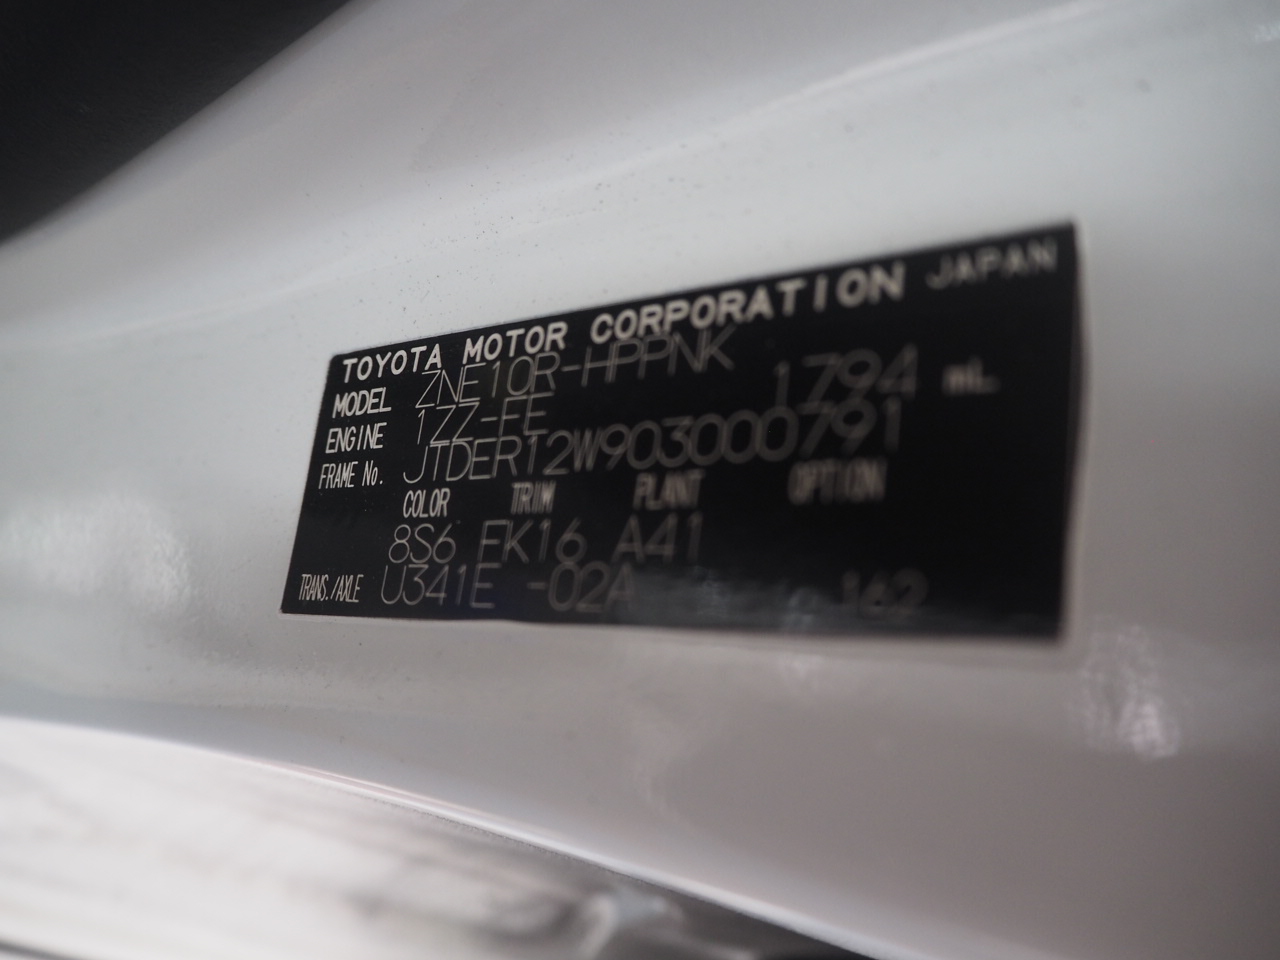 TOYOTA MOTOR CORPORATION JAPAN
MODEL ZNE10R-HPPNK
ENGINE 1ZZ-FE 1794 mL
FRAME No. JTDER12W903000791
COLOR TRIM PLANT OPTION
8S6 FK16 A41
TRANS./AXLE U341E -02A 162